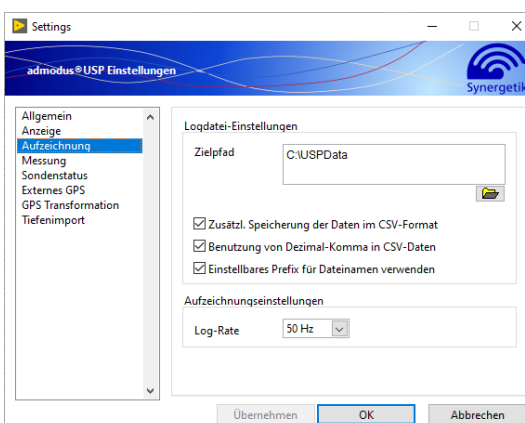 Settings
admodus®USP Einstellungen
Synergetik
Allgemein
Anzeige
Aufzeichnung
Messung
Sondenstatus
Externes GPS
GPS Transformation
Tiefenimport
Logdatei-Einstellungen
Zielpfad
C:\USPData
Zusätzl. Speicherung der Daten im CSV-Format
Benutzung von Dezimal-Komma in CSV-Daten
Einstellbares Prefix für Dateinamen verwenden
Aufzeichnungseinstellungen
Log-Rate
50 Hz
Übernehmen
OK
Abbrechen